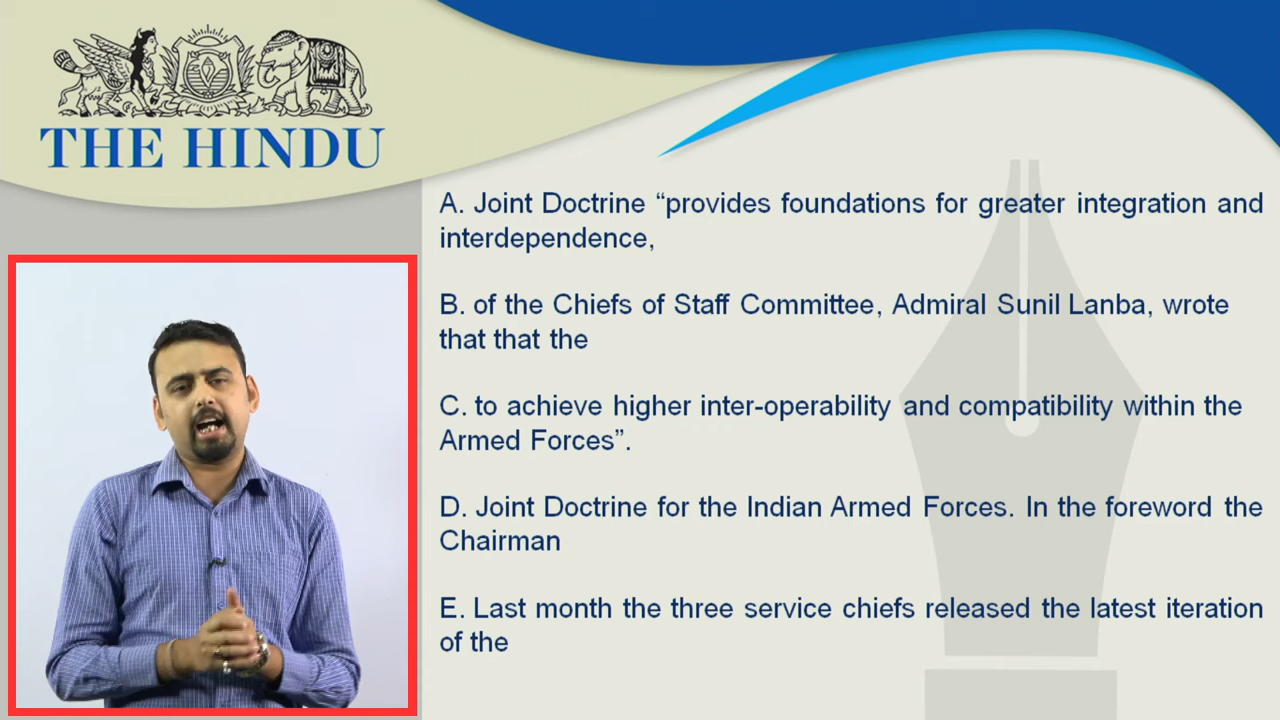 THE HINDU
A. Joint Doctrine “provides foundations for greater integration and
interdependence,
B. of the Chiefs of Staff Committee, Admiral Sunil Lanba, wrote
that that the
C. to achieve higher inter-operability and compatibility within the
Armed Forces”.
D. Joint Doctrine for the Indian Armed Forces. In the foreword the
Chairman
E. Last month the three service chiefs released the latest iteration
of the